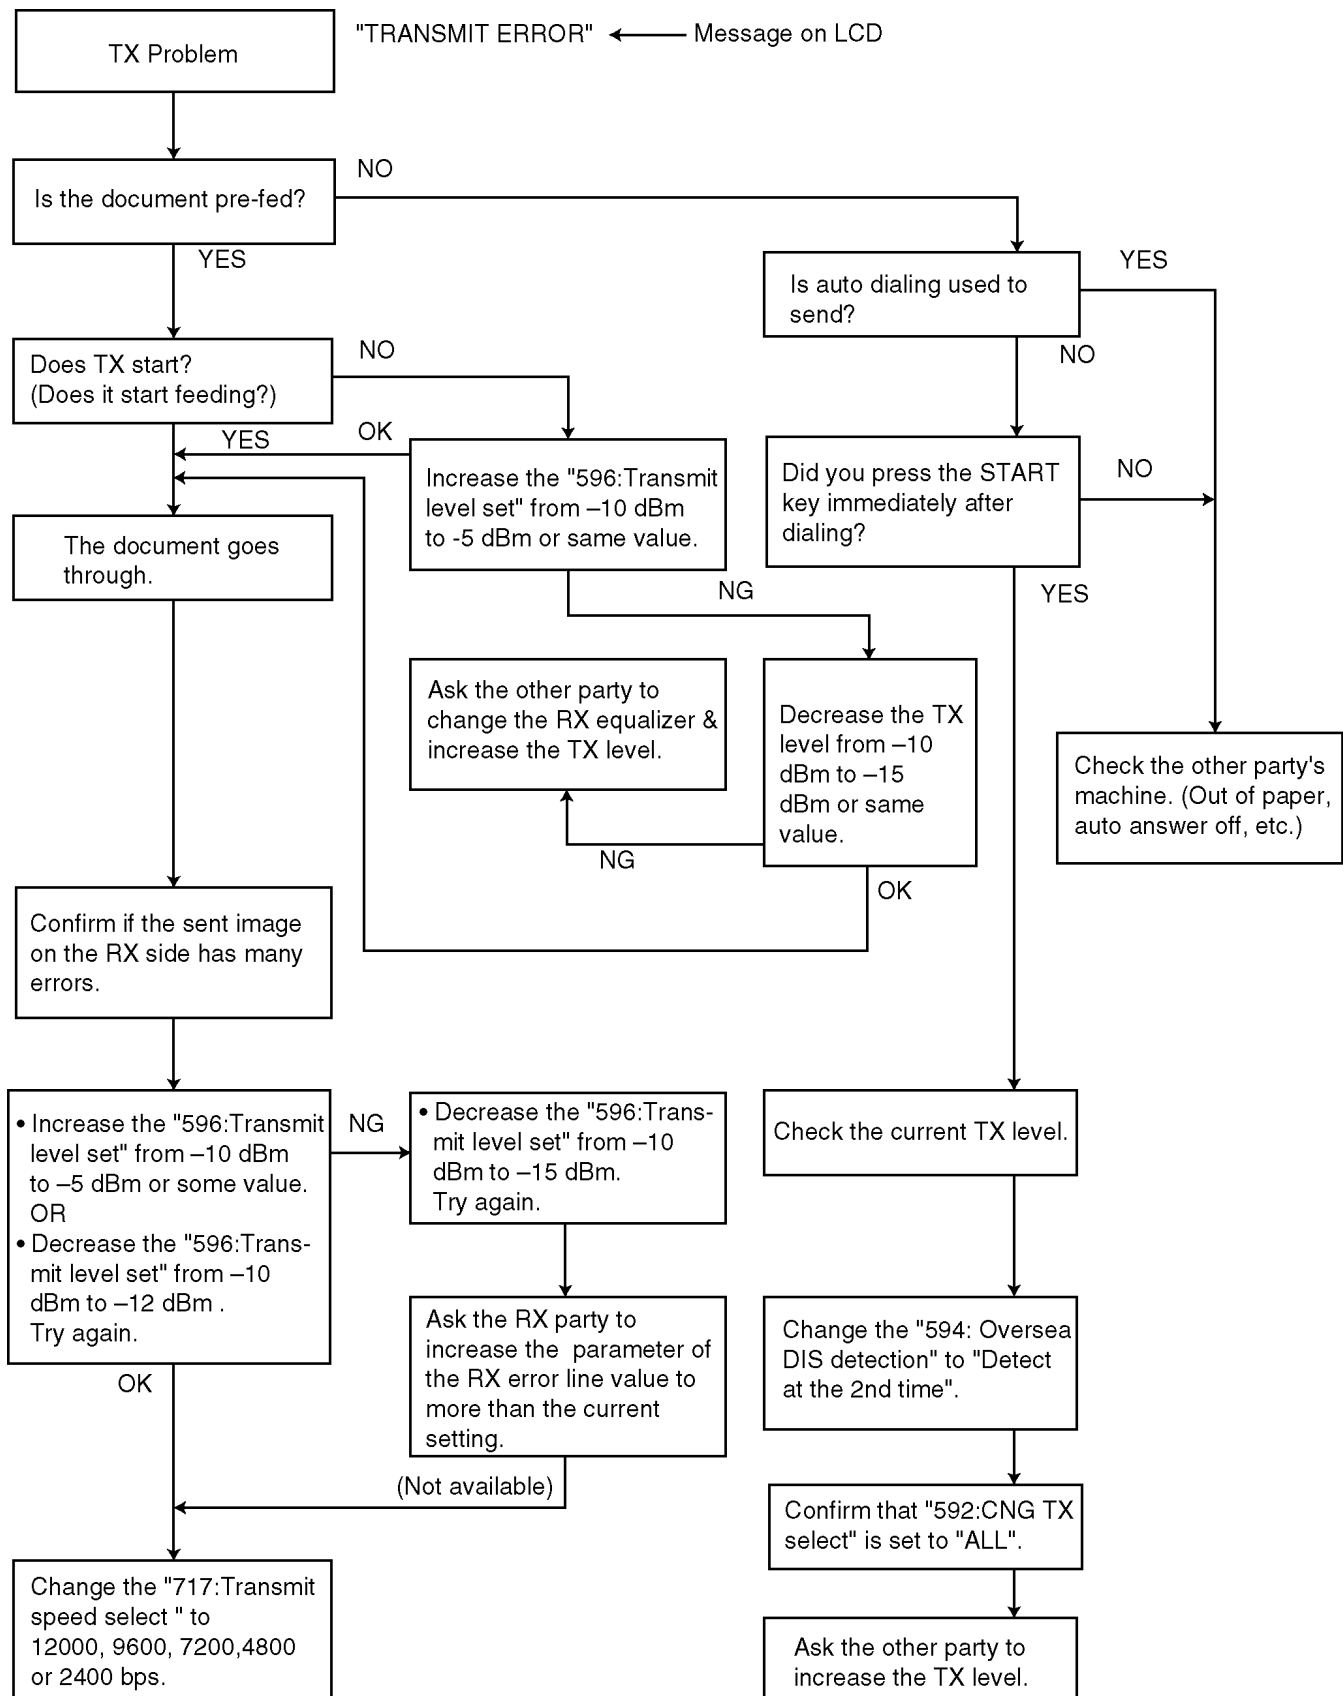 TX Problem
"TRANSMIT ERROR" Message on LCD
Is the document pre-fed?
NO
YES
Is auto dialing used to
send?
YES
NO
Does TX start?
(Does it start feeding?)
NO
YES
OK
Increase the "596:Transmit
level set" from –10 dBm
to -5 dBm or same value.
NG
Did you press the START
key immediately after
dialing?
NO
YES
The document goes
through.
Ask the other party to
change the RX equalizer &
increase the TX level.
Decrease the TX
level from –10
dBm to –15
dBm or same
value.
NG
OK
Check the other party's
machine. (Out of paper,
auto answer off, etc.)
Confirm if the sent image
on the RX side has many
errors.
• Increase the "596:Transmit
level set" from –10 dBm
to –5 dBm or some value.
OR
• Decrease the "596:Trans-
mit level set" from –10
dBm to –12 dBm .
Try again.
NG
OK
• Decrease the "596:Trans-
mit level set" from –10
dBm to –15 dBm.
Try again.
Ask the RX party to
increase the parameter of
the RX error line value to
more than the current
setting.
(Not available)
Change the "717:Transmit
speed select " to
12000, 9600, 7200,4800
or 2400 bps.
Check the current TX level.
Change the "594: Oversea
DIS detection" to "Detect
at the 2nd time".
Confirm that "592:CNG TX
select" is set to "ALL".
Ask the other party to
increase the TX level.